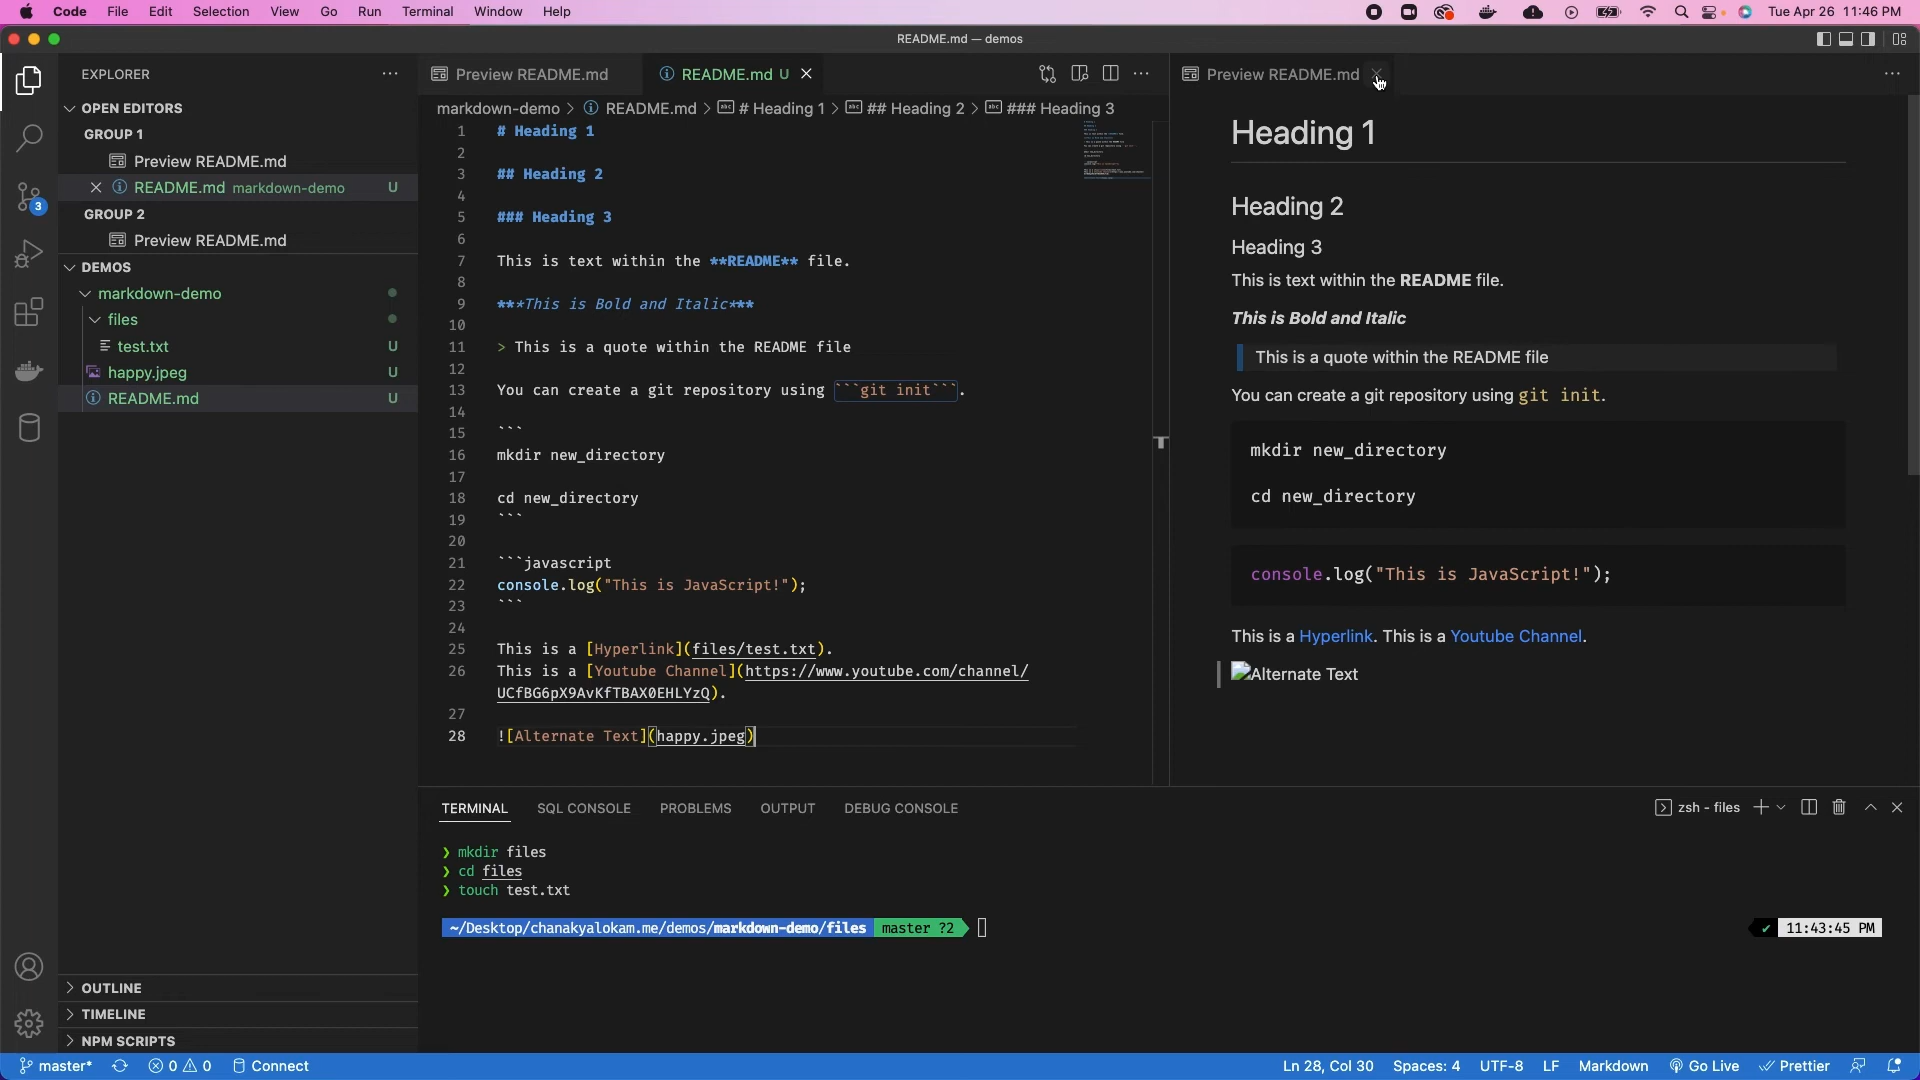 Code File Edit Selection View Go Run Terminal Window Help Tue Apr 26 11:46 PM
README.md — demos
EXPLORER
OPEN EDITORS
GROUP 1
Preview README.md
README.md markdown-demo U
GROUP 2
Preview README.md
DEMOS
markdown-demo
files
test.txt U
happy.jpeg U
README.md U
OUTLINE
TIMELINE
NPM SCRIPTS
3
Preview README.md README.md U
markdown-demo > README.md > # Heading 1 > ## Heading 2 > ### Heading 3
1 # Heading 1
2
3 ## Heading 2
4
5 ### Heading 3
6
7 This is text within the **README** file.
8
9 ***This is Bold and Italic***
10
11 > This is a quote within the README file
12
13 You can create a git repository using ```git init```.
14
15 ```
16 mkdir new_directory
17
18 cd new_directory
19 ```
20
21 ```javascript
22 console.log("This is JavaScript!");
23 ```
24
25 This is a [Hyperlink](files/test.txt).
26 This is a [Youtube Channel](https://www.youtube.com/channel/
UCfBG6pX9AvKfTBAX0EHLYzQ).
27
28 ![Alternate Text](happy.jpeg)
Preview README.md
Heading 1
Heading 2
Heading 3
This is text within the README file.
This is Bold and Italic
This is a quote within the README file
You can create a git repository using git init.
mkdir new_directory
cd new_directory
console.log("This is JavaScript!");
This is a Hyperlink. This is a Youtube Channel.
Alternate Text
TERMINAL SQL CONSOLE PROBLEMS OUTPUT DEBUG CONSOLE zsh - files
❯ mkdir files
❯ cd files
❯ touch test.txt
~/Desktop/chanakyalokam.me/demos/markdown-demo/files master ?2 ✔ 11:43:45 PM
master* 0 0 Connect Ln 28, Col 30 Spaces: 4 UTF-8 LF Markdown Go Live Prettier